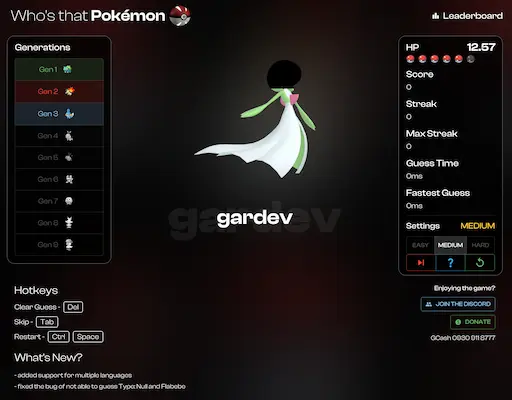 Who's that Pokémon
Leaderboard
Generations
Gen 1
Gen 2
Gen 3
Gen 4
Gen 5
Gen 6
Gen 7
Gen 8
Gen 9
gardev
gardev
HP 12.57
Score
0
Streak
0
Max Streak
0
Guess Time
0ms
Fastest Guess
0ms
Settings MEDIUM
EASY MEDIUM HARD
?
Enjoying the game?
JOIN THE DISCORD
DONATE
GCash 0930 911 8777
Hotkeys
Clear Guess - Del
Skip - Tab
Restart - Ctrl Space
What's New?
- added support for multiple languages
- fixed the bug of not able to guess Type: Null and Flabebe